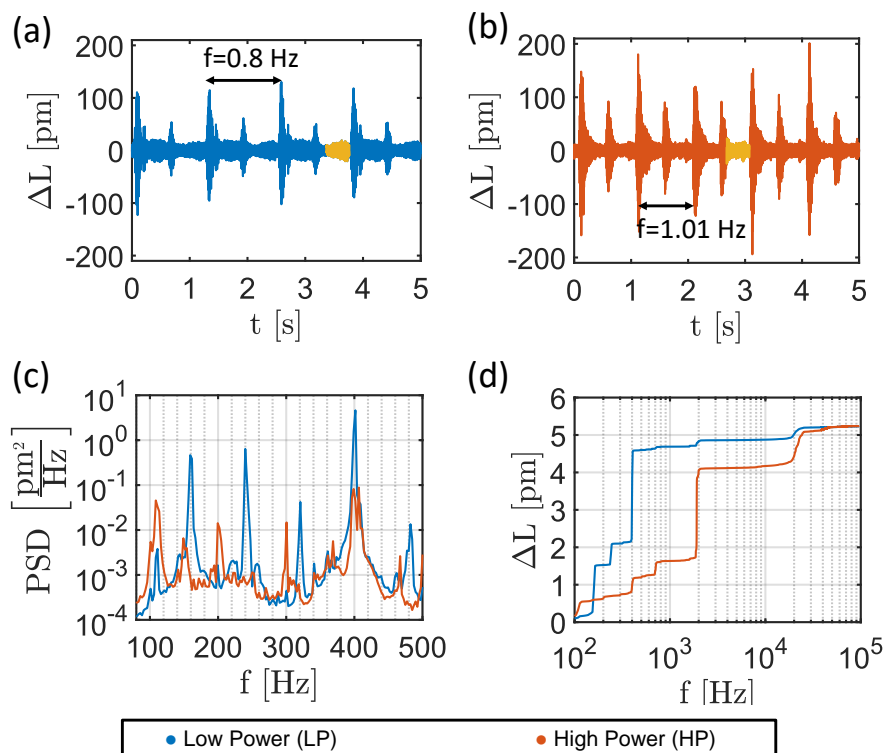 (a)
(b)
200
100
0
-100
-200
ΔL [pm]
f=0.8 Hz
0 1 2 3 4 5
t [s]
200
100
0
-100
-200
ΔL [pm]
f=1.01 Hz
0 1 2 3 4 5
t [s]
(c)
(d)
10^1
10^0
10^-1
10^-2
10^-3
10^-4
PSD [pm^2/Hz]
100 200 300 400 500
f [Hz]
6
5
4
3
2
1
0
ΔL [pm]
10^2 10^3 10^4 10^5
f [Hz]
Low Power (LP) High Power (HP)